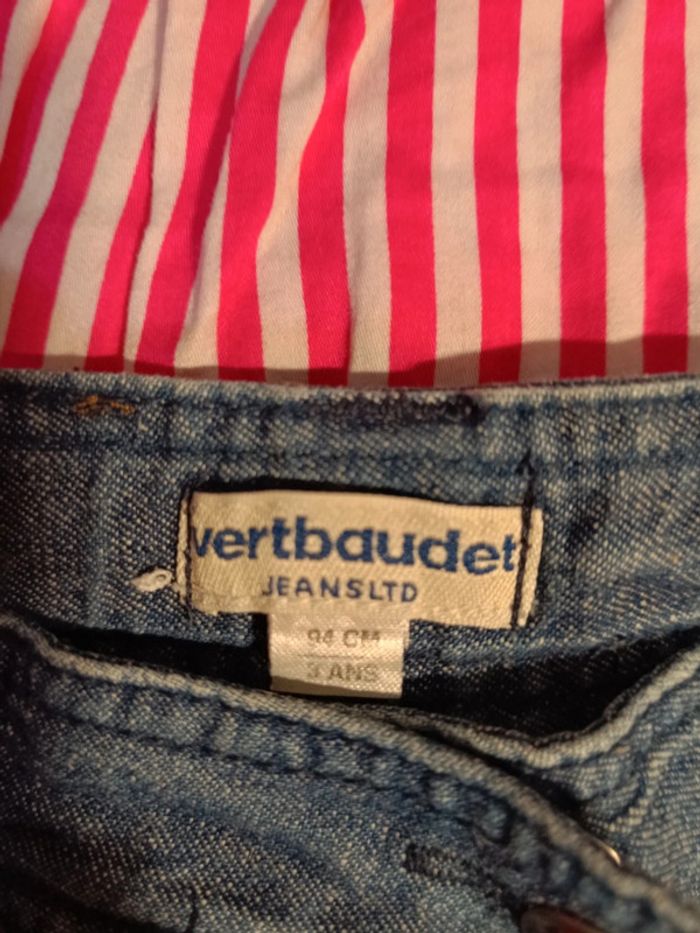 vertbaudet
JEANSLTD
94 CM
3 ANS